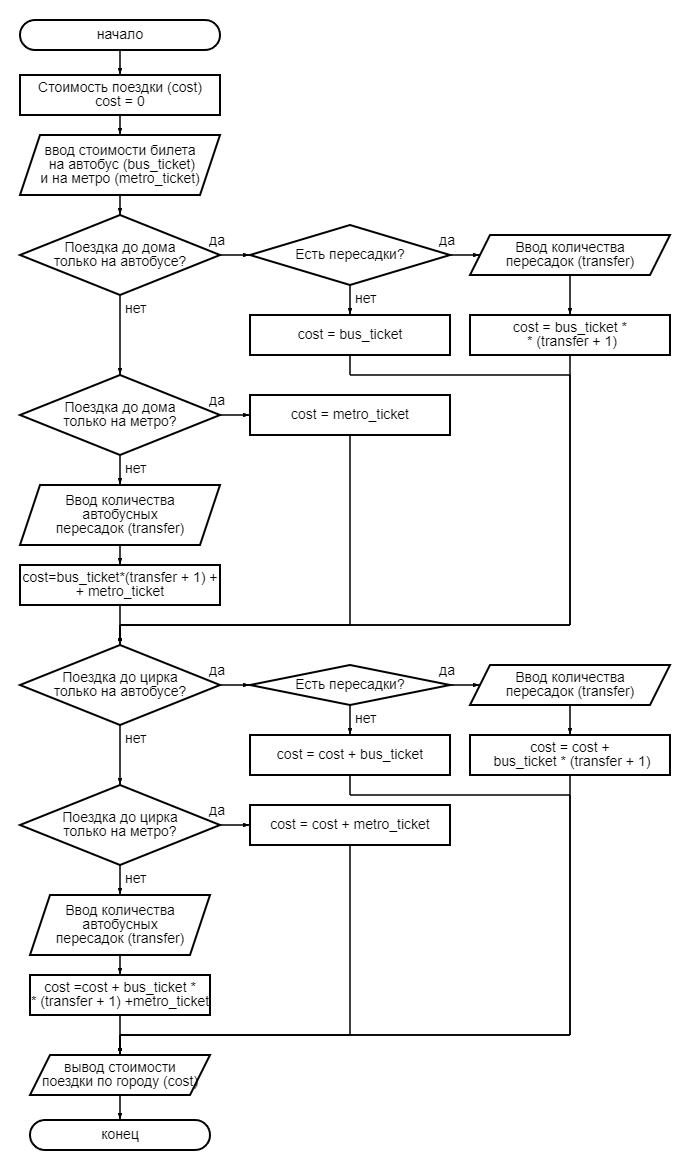 начало
Стоимость поездки (cost)
cost = 0
ввод стоимости билета
на автобус (bus_ticket)
и на метро (metro_ticket)
Поездка до дома
только на автобусе?
да
Есть пересадки?
да
Ввод количества
пересадок (transfer)
нет
нет
cost = bus_ticket
cost = bus_ticket *
* (transfer + 1)
Поездка до дома
только на метро?
да
cost = metro_ticket
нет
Ввод количества
автобусных
пересадок (transfer)
cost=bus_ticket*(transfer + 1) +
+ metro_ticket
Поездка до цирка
только на автобусе?
да
Есть пересадки?
да
Ввод количества
пересадок (transfer)
нет
нет
cost = cost + bus_ticket
cost = cost +
bus_ticket * (transfer + 1)
Поездка до цирка
только на метро?
да
cost = cost + metro_ticket
нет
Ввод количества
автобусных
пересадок (transfer)
cost =cost + bus_ticket *
* (transfer + 1) +metro_ticket
вывод стоимости
поездки по городу (cost)
конец